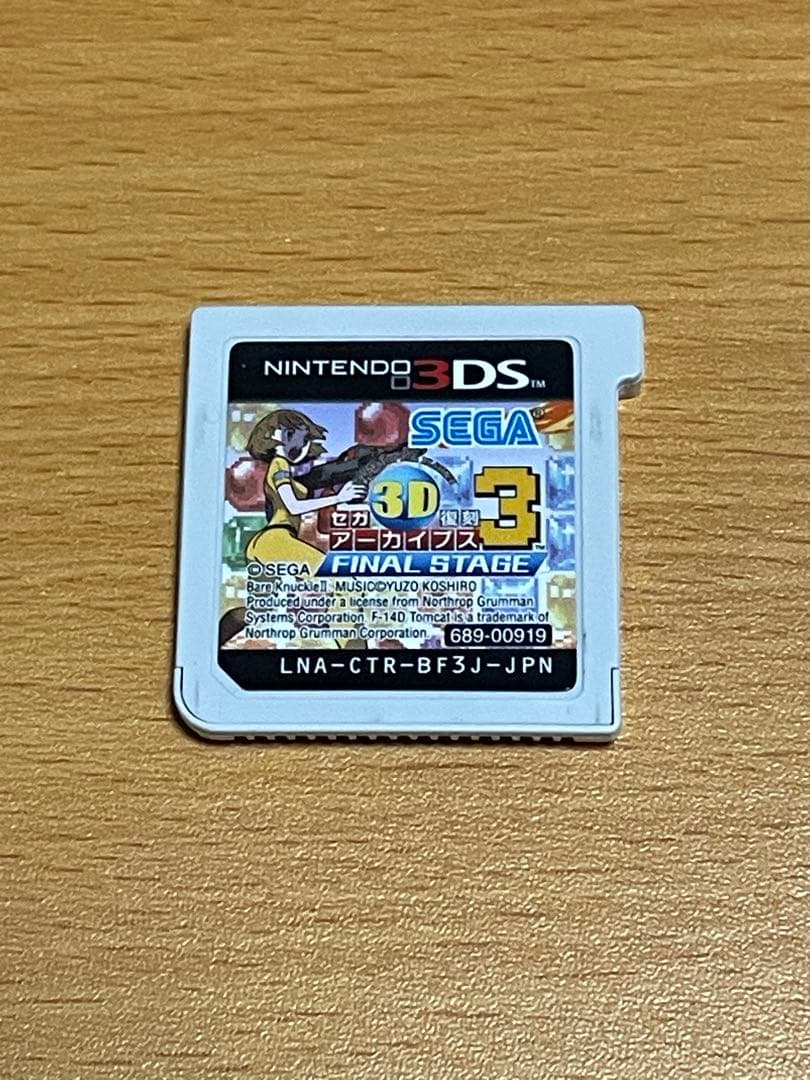 NINTENDO 3DS™
SEGA®
3D
セガ 復刻
アーカイブス 3™
FINAL STAGE
©SEGA
Bare KnuckleⅡ MUSIC©YUZO KOSHIRO
Produced under a license from Northrop Grumman
Systems Corporation. F-14D Tomcat is a trademark of
Northrop Grumman Corporation. 689-00919
LNA-CTR-BF3J-JPN